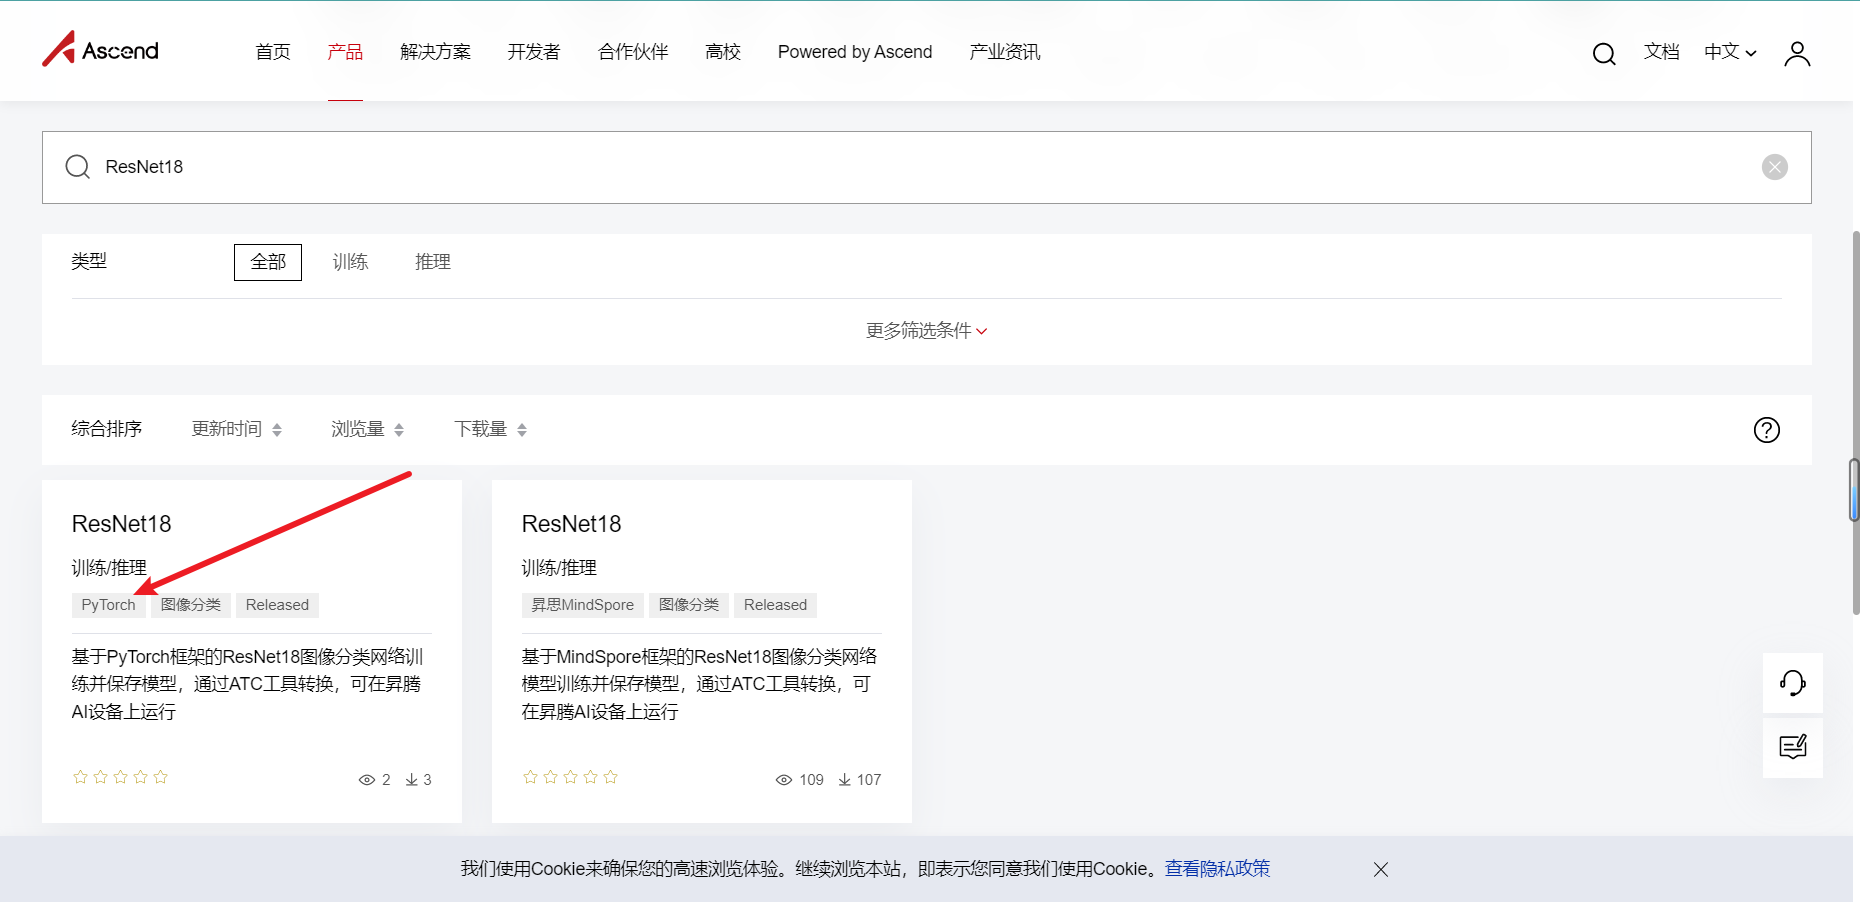 Ascend
首页 产品 解决方案 开发者 合作伙伴 高校 Powered by Ascend 产业资讯 文档 中文
ResNet18
类型 全部 训练 推理
更多筛选条件
综合排序 更新时间 浏览量 下载量
ResNet18
训练/推理
PyTorch 图像分类 Released
基于PyTorch框架的ResNet18图像分类网络训
练并保存模型，通过ATC工具转换，可在昇腾
AI设备上运行
2 3
ResNet18
训练/推理
昇思MindSpore 图像分类 Released
基于MindSpore框架的ResNet18图像分类网络
模型训练并保存模型，通过ATC工具转换，可
在昇腾AI设备上运行
109 107
我们使用Cookie来确保您的高速浏览体验。继续浏览本站，即表示您同意我们使用Cookie。查看隐私政策